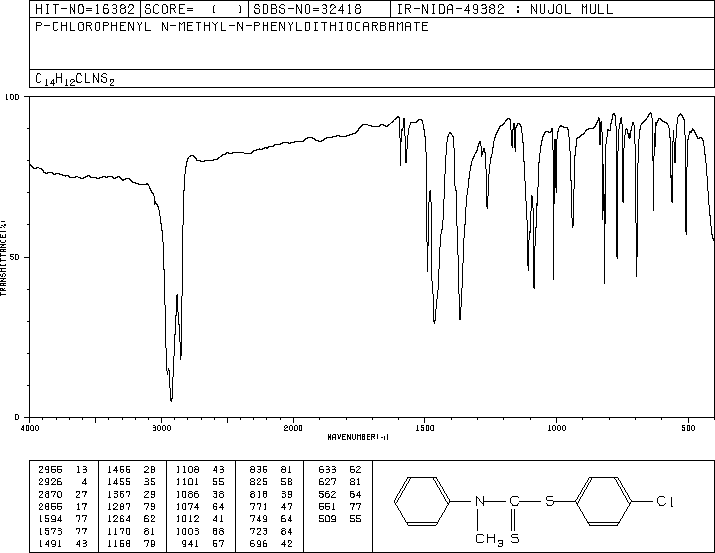 HIT-NO=16382 SCORE= ( ) SDBS-NO=32418 IR-NIDA-49382 : NUJOL MULL
P-CHLOROPHENYL N-METHYL-N-PHENYLDITHIOCARBAMATE
C14H12CLNS2
100
50
0
TRANSMITTANCE(%)
4000 3000 2000 1500 1000 500
WAVENUMBER(-1)
2956 13 1466 28 1108 43 836 81 633 62
2926 4 1455 35 1101 55 825 58 627 81
2870 27 1367 29 1086 38 818 39 562 64
2855 17 1287 79 1074 64 771 47 551 77
1594 77 1264 62 1012 41 749 64 509 55
1573 77 1170 81 1003 68 723 84
1491 43 1158 79 941 57 696 42
N C S Cl
CH3 S